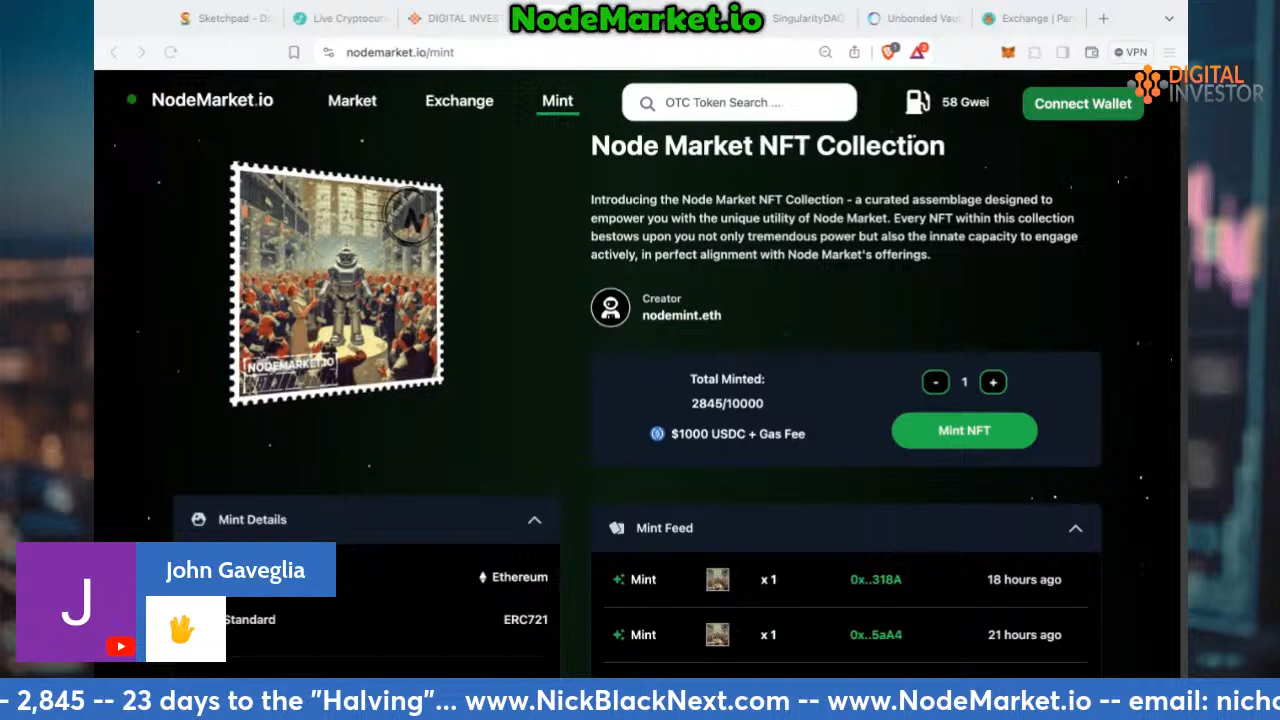 NodeMarket.io
Sketchpad - D
Live Cryptocur
DIGITAL INVES
SingularityDAO
Unbonded Vau
Exchange | Par
nodemarket.io/mint
VPN
DIGITAL
INVESTOR
NodeMarket.io
Market
Exchange
Mint
OTC Token Search ...
58 Gwei
Connect Wallet
Node Market NFT Collection
Introducing the Node Market NFT Collection - a curated assemblage designed to
empower you with the unique utility of Node Market. Every NFT within this collection
bestows upon you not only tremendous power but also the innate capacity to engage
actively, in perfect alignment with Node Market's offerings.
Creator
nodemint.eth
NODEMARKET.IO
Total Minted:
2845/10000
$1000 USDC + Gas Fee
- 1 +
Mint NFT
Mint Details
Ethereum
Standard
ERC721
Mint Feed
Mint x 1 0x..318A 18 hours ago
Mint x 1 0x..5aA4 21 hours ago
J
John Gaveglia
- 2,845 -- 23 days to the "Halving"... www.NickBlackNext.com -- www.NodeMarket.io -- email: nicho